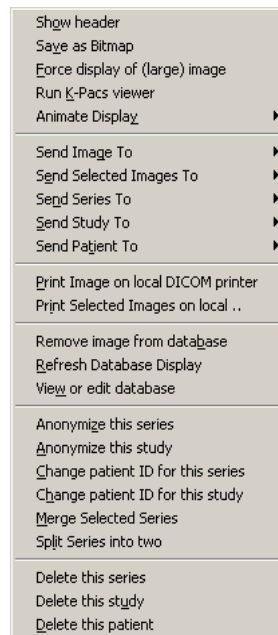 Show header
Save as Bitmap
Force display of (large) image
Run K-Pacs viewer
Animate Display
Send Image To
Send Selected Images To
Send Series To
Send Study To
Send Patient To
Print Image on local DICOM printer
Print Selected Images on local ..
Remove image from database
Refresh Database Display
View or edit database
Anonymize this series
Anonymize this study
Change patient ID for this series
Change patient ID for this study
Merge Selected Series
Split Series into two
Delete this series
Delete this study
Delete this patient